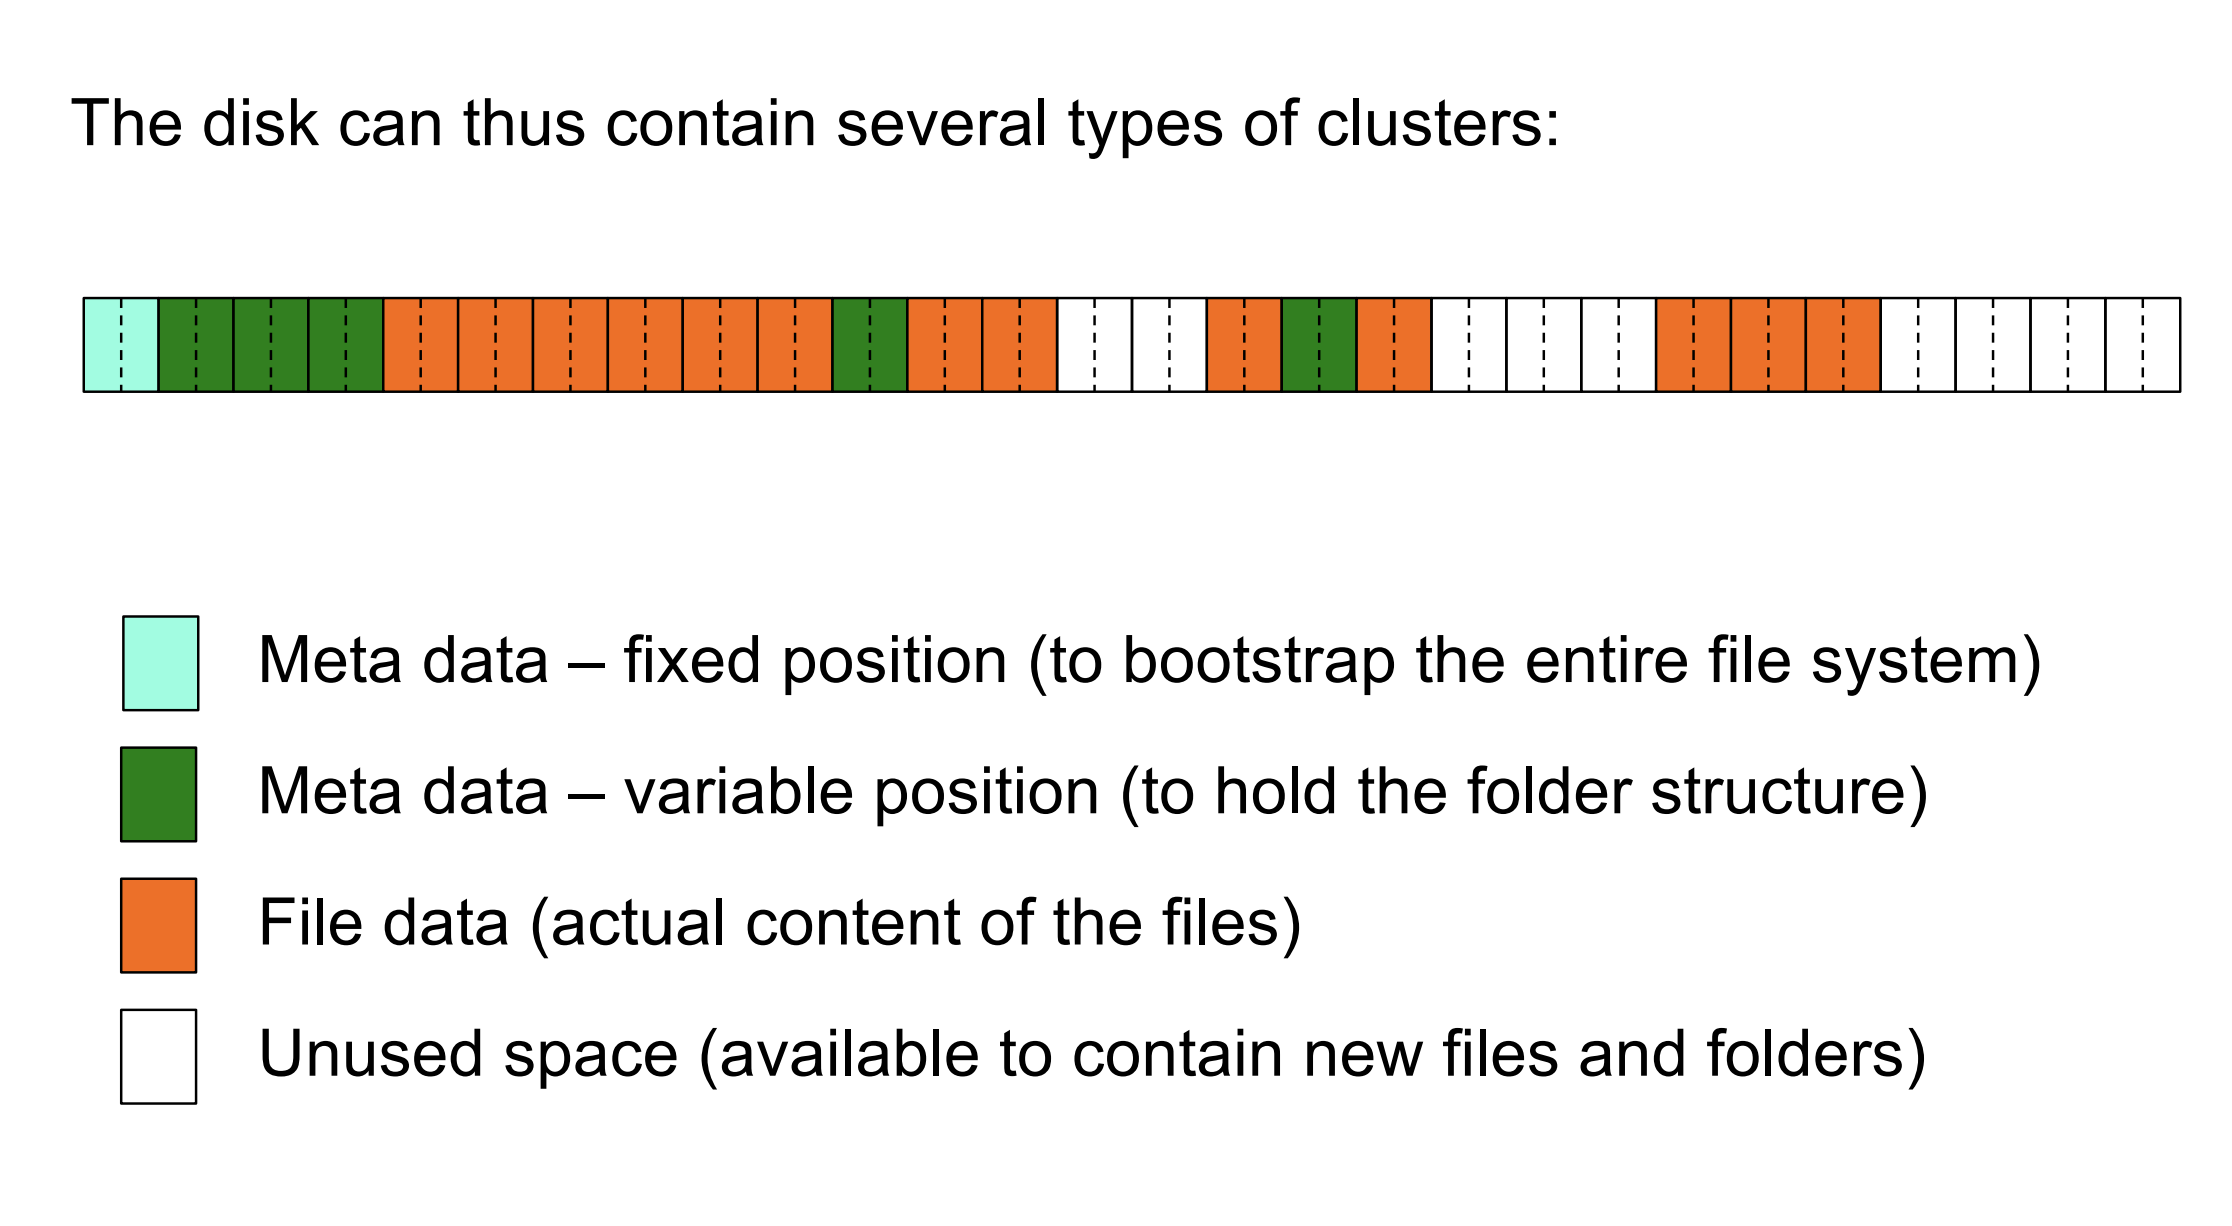 The disk can thus contain several types of clusters:
Meta data – fixed position (to bootstrap the entire file system)
Meta data – variable position (to hold the folder structure)
File data (actual content of the files)
Unused space (available to contain new files and folders)